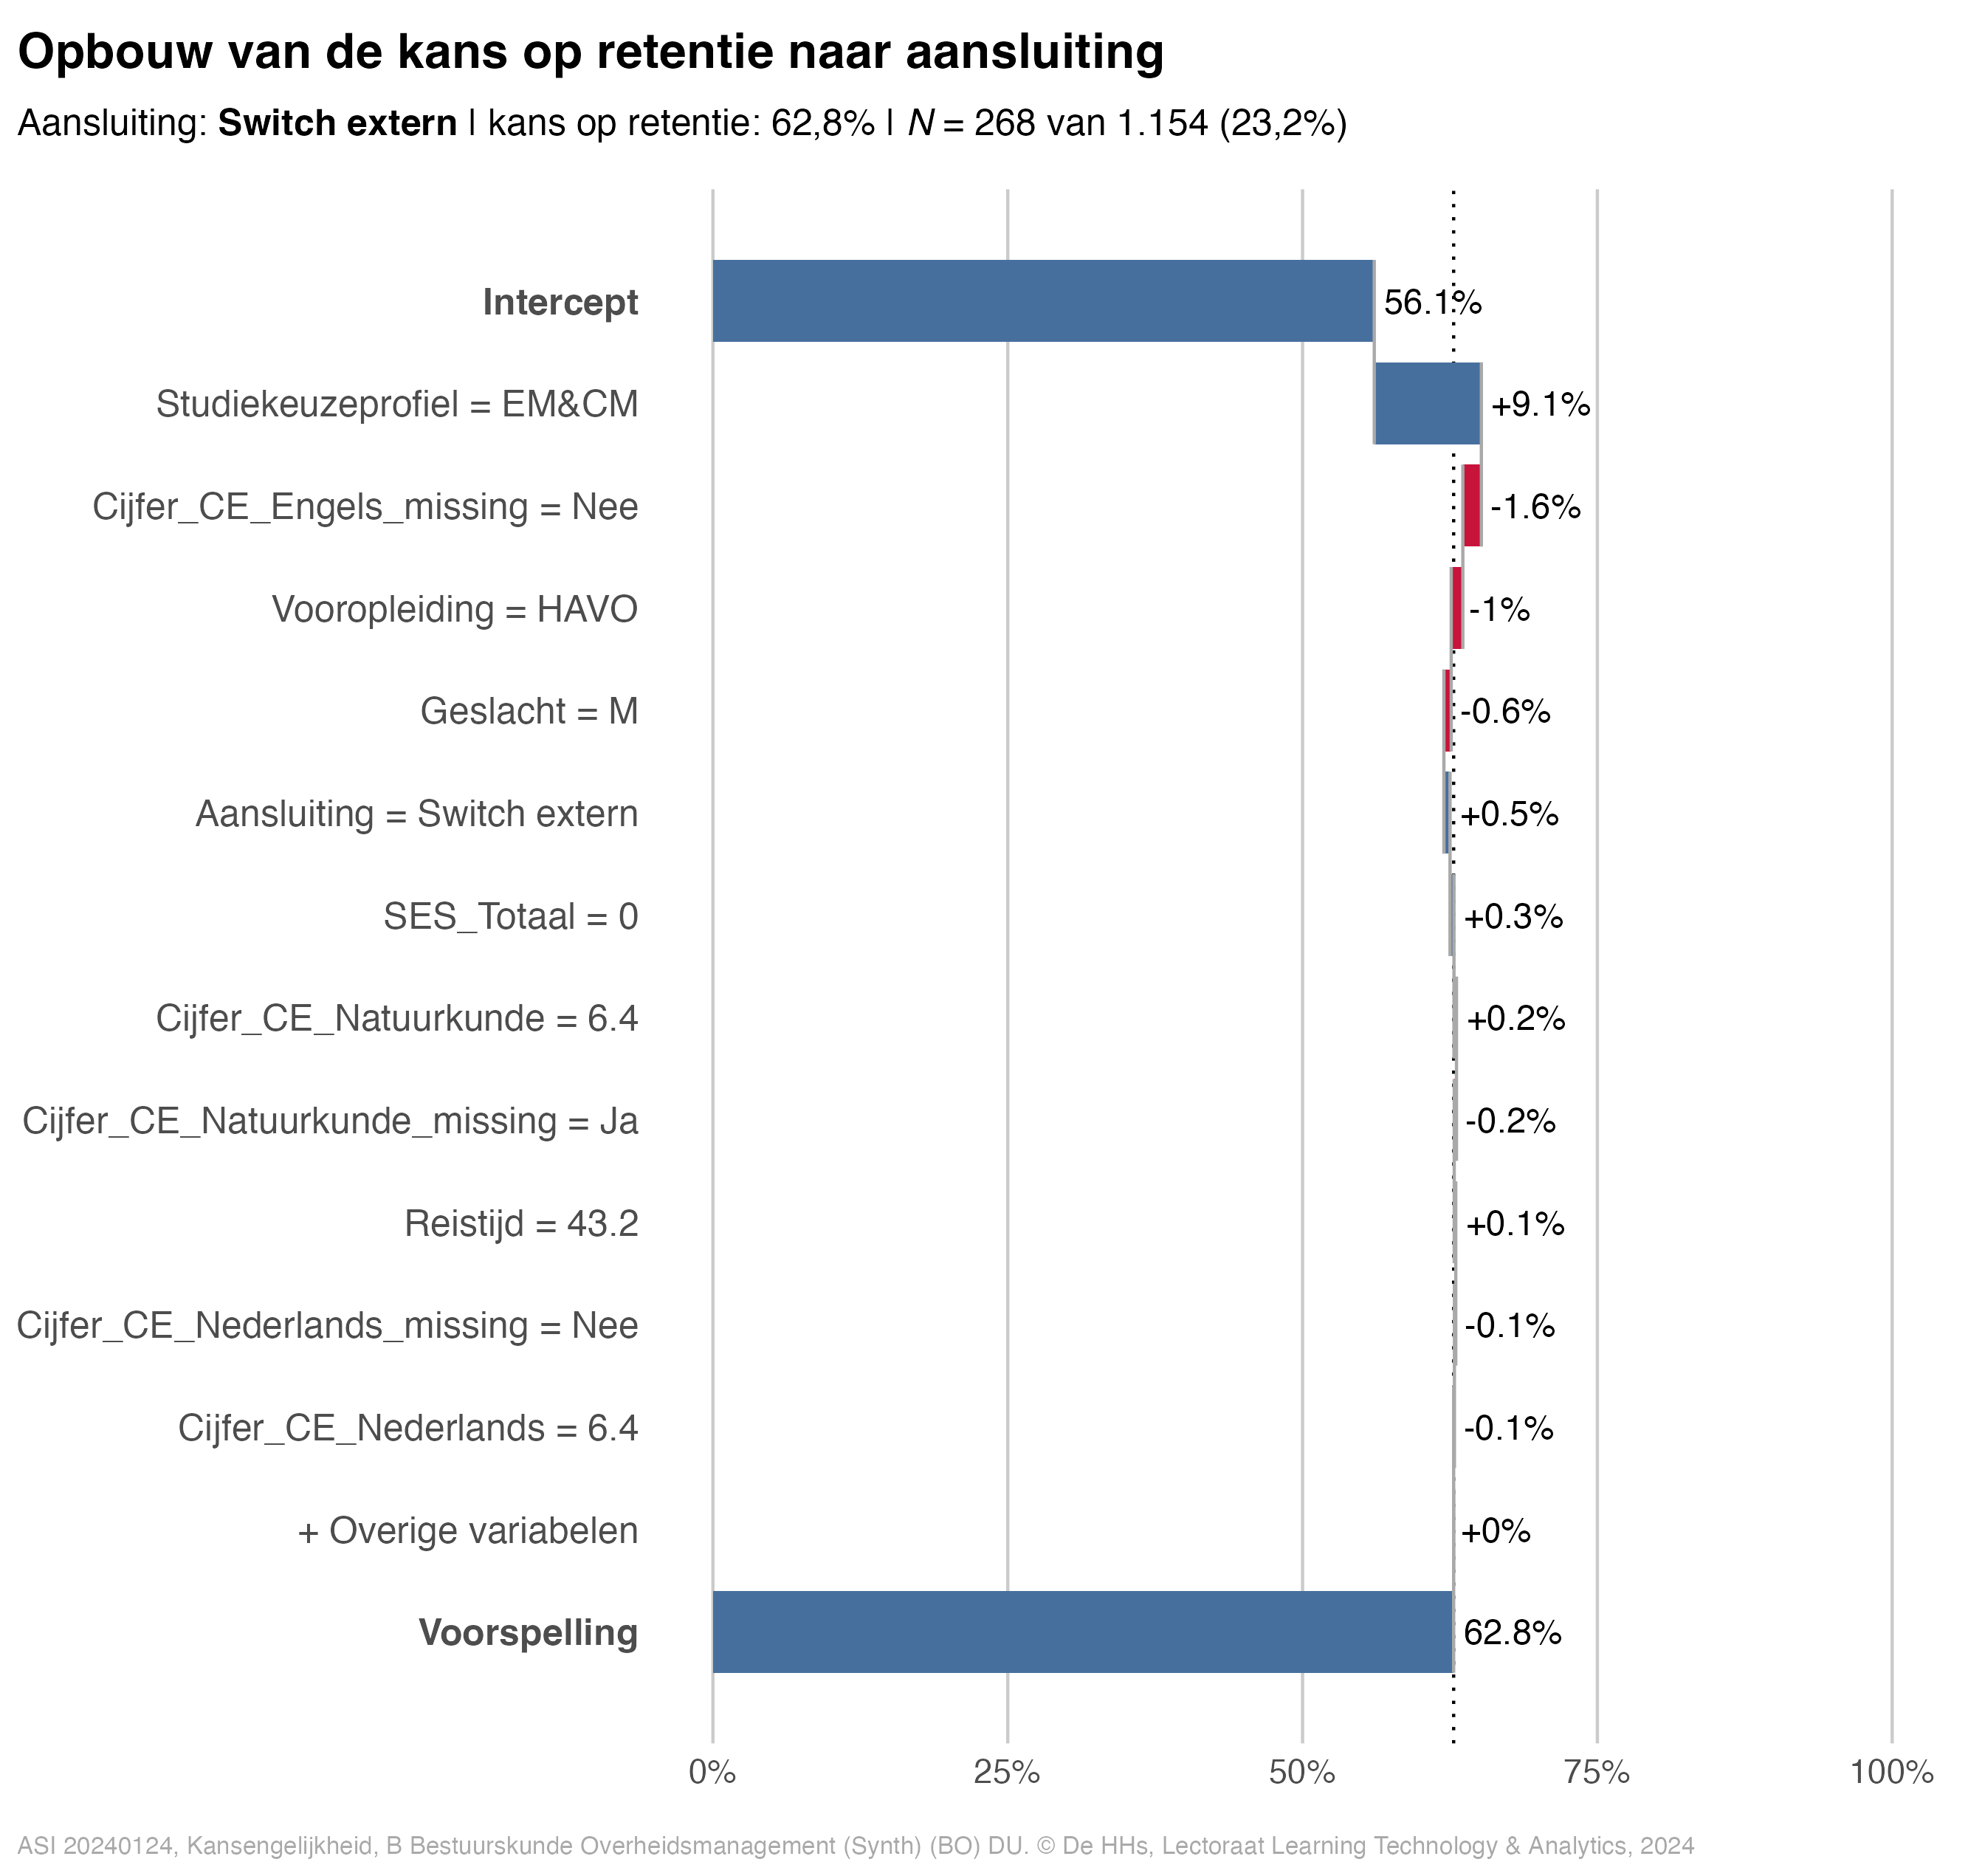 Opbouw van de kans op retentie naar aansluiting
Aansluiting: Switch extern | kans op retentie: 62,8% | N = 268 van 1.154 (23,2%)
Intercept 56.1%
Studiekeuzeprofiel = EM&CM +9.1%
Cijfer_CE_Engels_missing = Nee -1.6%
Vooropleiding = HAVO -1%
Geslacht = M -0.6%
Aansluiting = Switch extern +0.5%
SES_Totaal = 0 +0.3%
Cijfer_CE_Natuurkunde = 6.4 +0.2%
Cijfer_CE_Natuurkunde_missing = Ja -0.2%
Reistijd = 43.2 +0.1%
Cijfer_CE_Nederlands_missing = Nee -0.1%
Cijfer_CE_Nederlands = 6.4 -0.1%
+ Overige variabelen +0%
Voorspelling 62.8%
0% 25% 50% 75% 100%
ASI 20240124, Kansengelijkheid, B Bestuurskunde Overheidsmanagement (Synth) (BO) DU. © De HHs, Lectoraat Learning Technology & Analytics, 2024